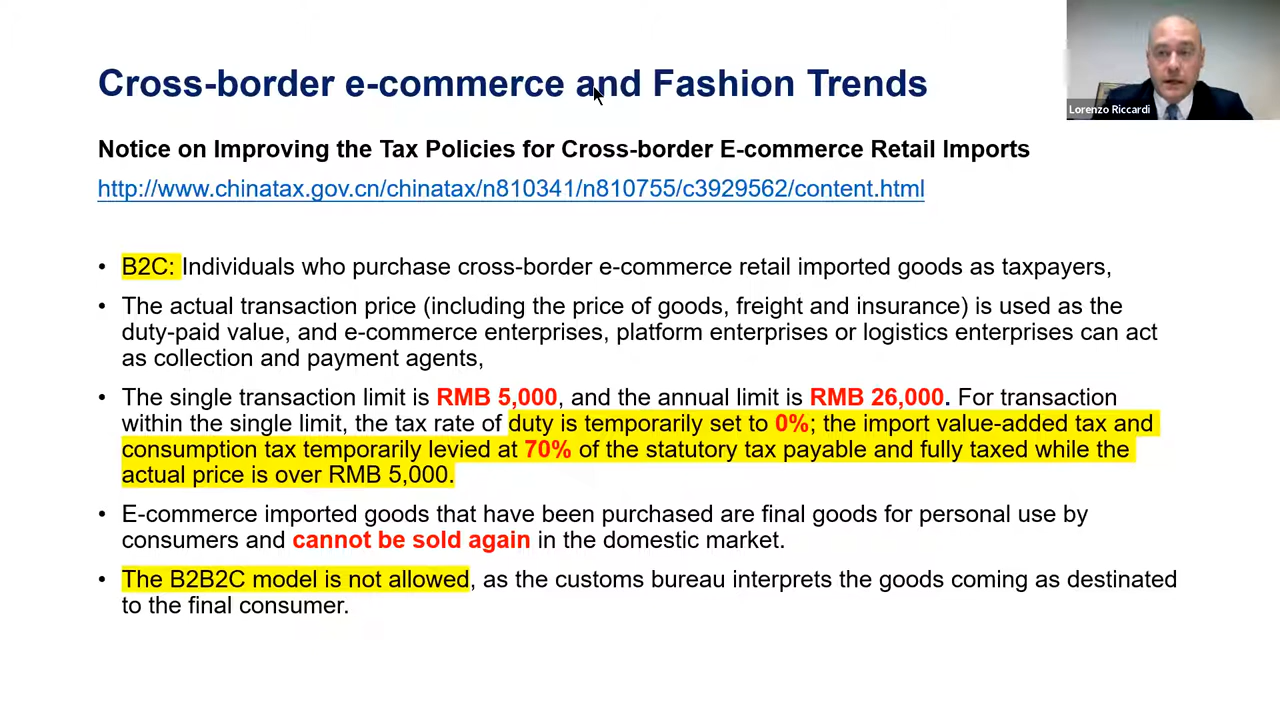 Cross-border e-commerce and Fashion Trends
Lorenzo Riccardi
Notice on Improving the Tax Policies for Cross-border E-commerce Retail Imports
http://www.chinatax.gov.cn/chinatax/n810341/n810755/c3929562/content.html
• B2C: Individuals who purchase cross-border e-commerce retail imported goods as taxpayers,
• The actual transaction price (including the price of goods, freight and insurance) is used as the
duty-paid value, and e-commerce enterprises, platform enterprises or logistics enterprises can act
as collection and payment agents,
• The single transaction limit is RMB 5,000, and the annual limit is RMB 26,000. For transaction
within the single limit, the tax rate of duty is temporarily set to 0%; the import value-added tax and
consumption tax temporarily levied at 70% of the statutory tax payable and fully taxed while the
actual price is over RMB 5,000.
• E-commerce imported goods that have been purchased are final goods for personal use by
consumers and cannot be sold again in the domestic market.
• The B2B2C model is not allowed, as the customs bureau interprets the goods coming as destinated
to the final consumer.